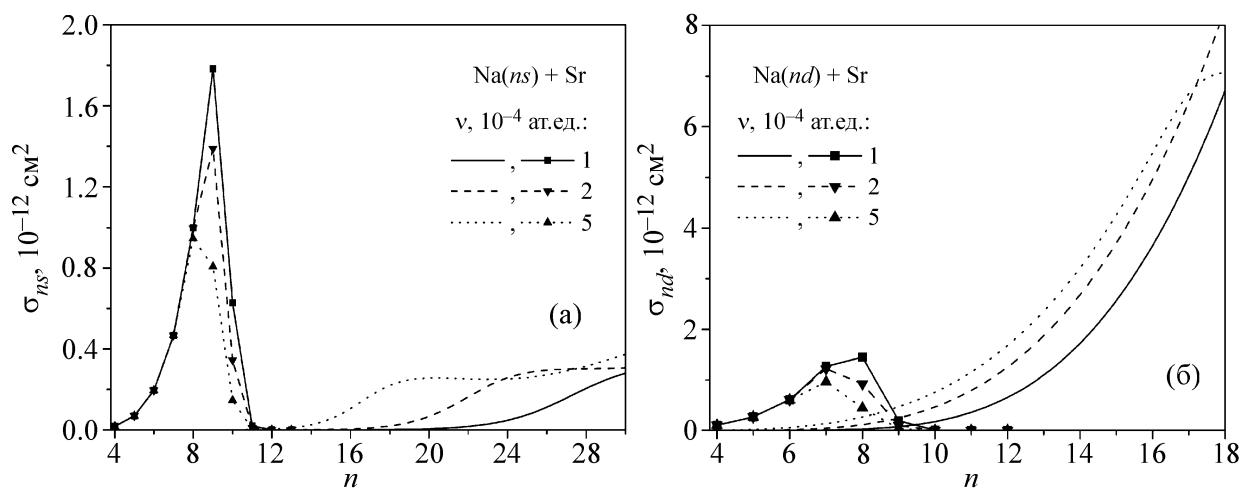 2.0
1.6
1.2
0.8
0.4
0.0
σns, 10–12 см2
Na(ns) + Sr
ν, 10–4 ат.ед.:
, 1
, 2
, 5
(а)
4 8 12 16 20 24 28
n
8
6
4
2
0
σnd, 10–12 см2
Na(nd) + Sr
ν, 10–4 ат.ед.:
, 1
, 2
, 5
(б)
4 6 8 10 12 14 16 18
n